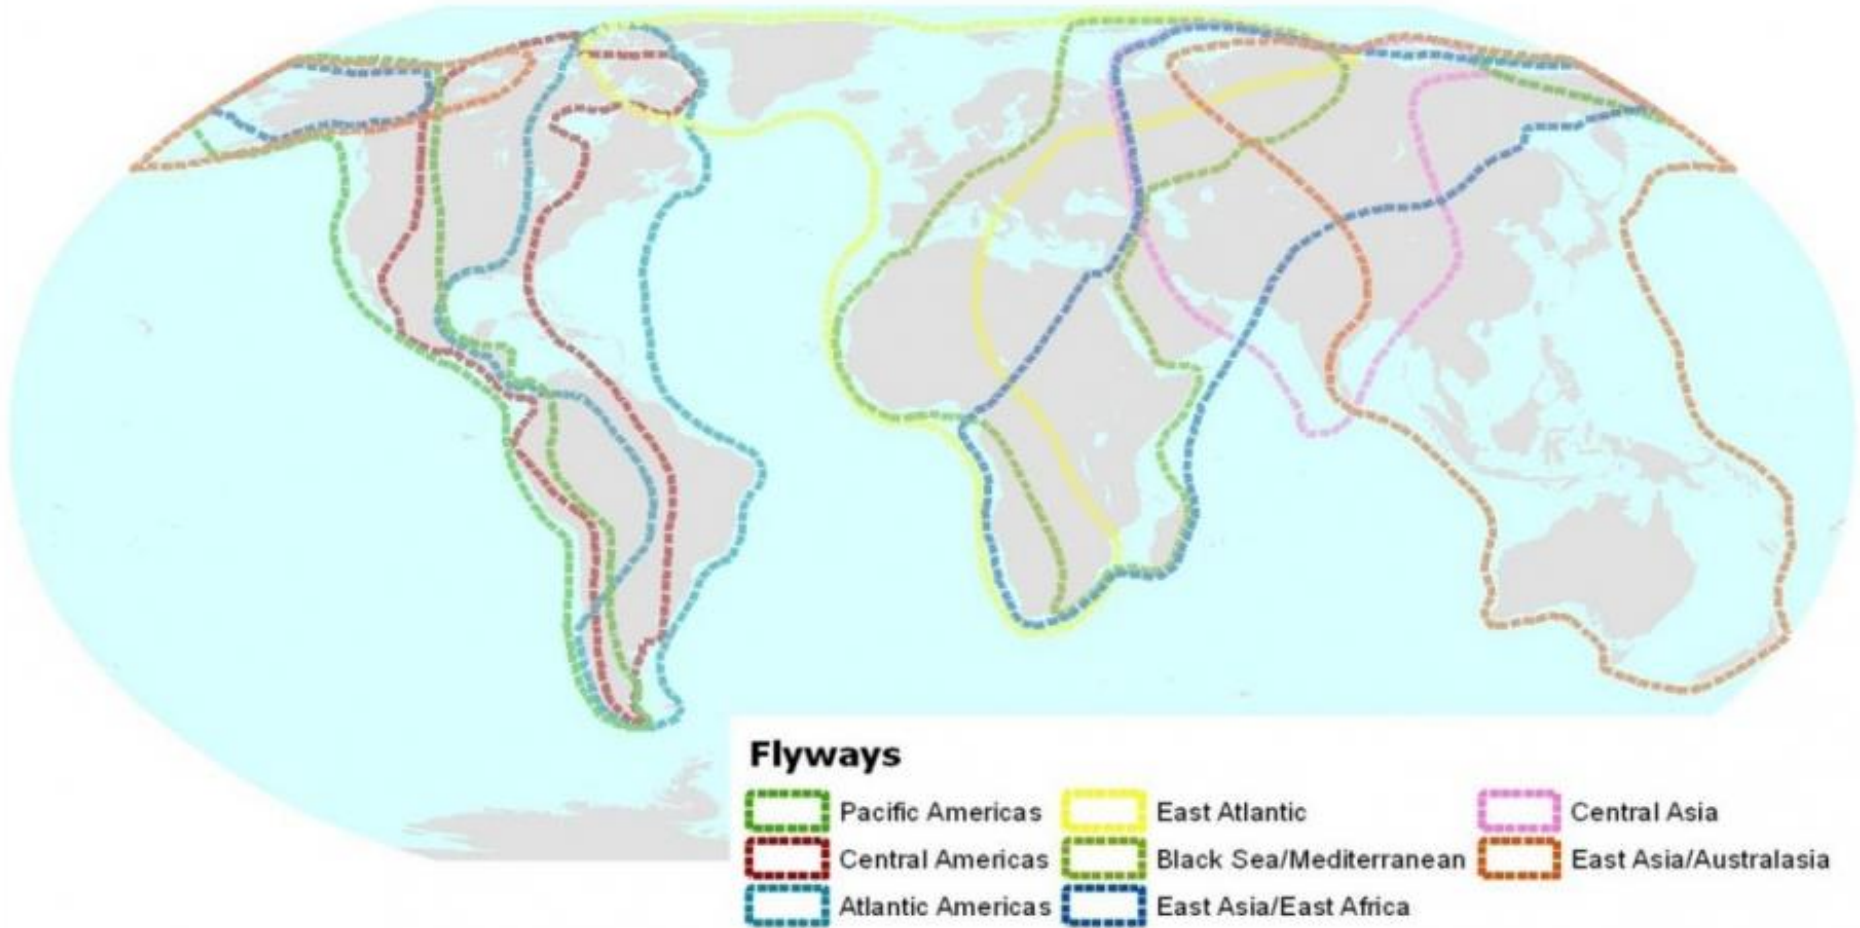 Flyways
Pacific Americas
Central Americas
Atlantic Americas
East Atlantic
Black Sea/Mediterranean
East Asia/East Africa
Central Asia
East Asia/Australasia